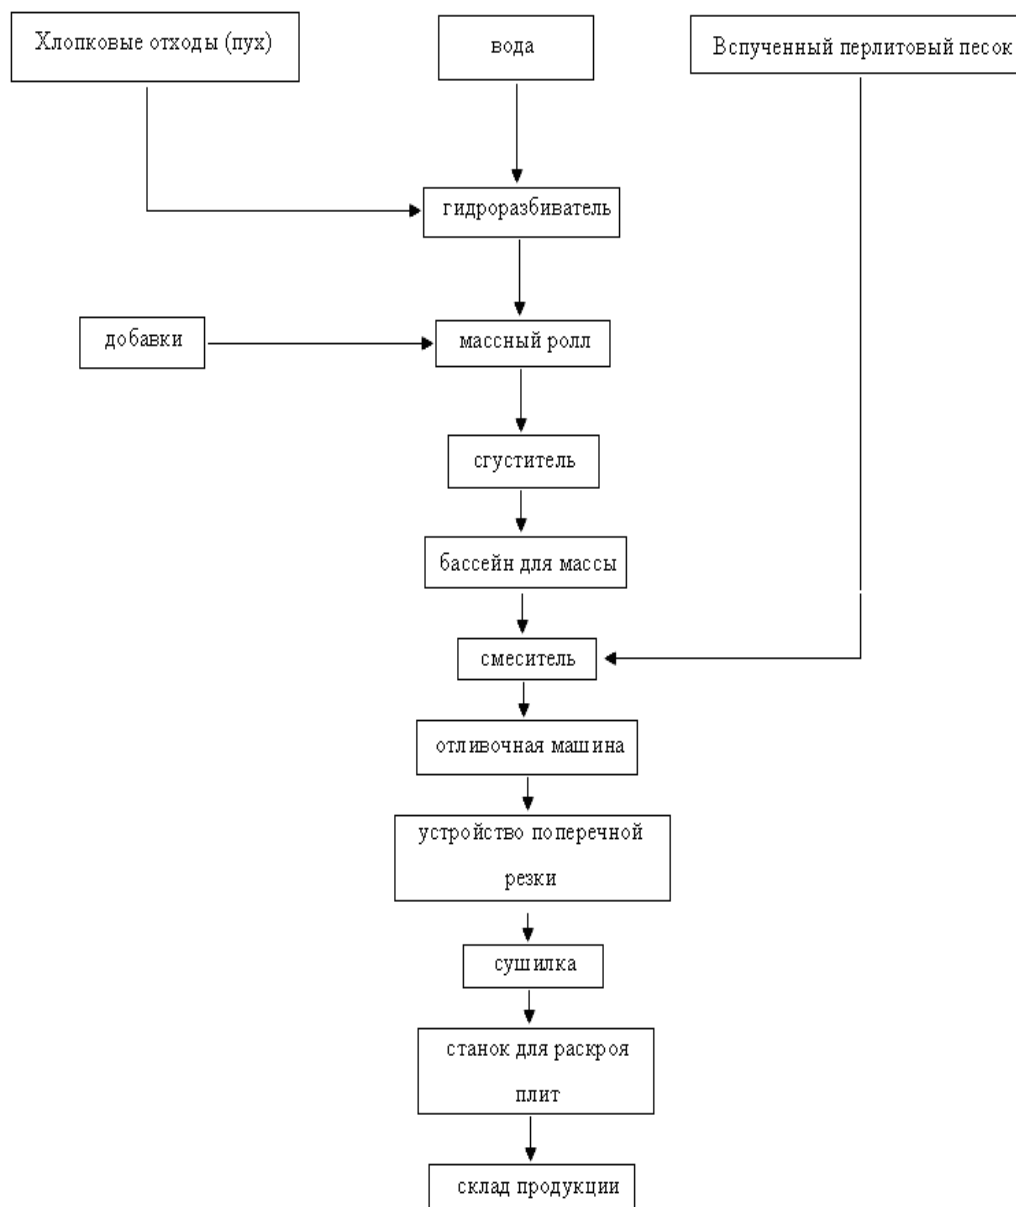 Хлопковые отходы (пух)
вода
Вспученный перлитовый песок
гидроразбиватель
добавки
массный ролл
сгуститель
бассейн для массы
смеситель
отливочная машина
устройство поперечной
резки
сушилка
станок для раскроя
плит
склад продукции